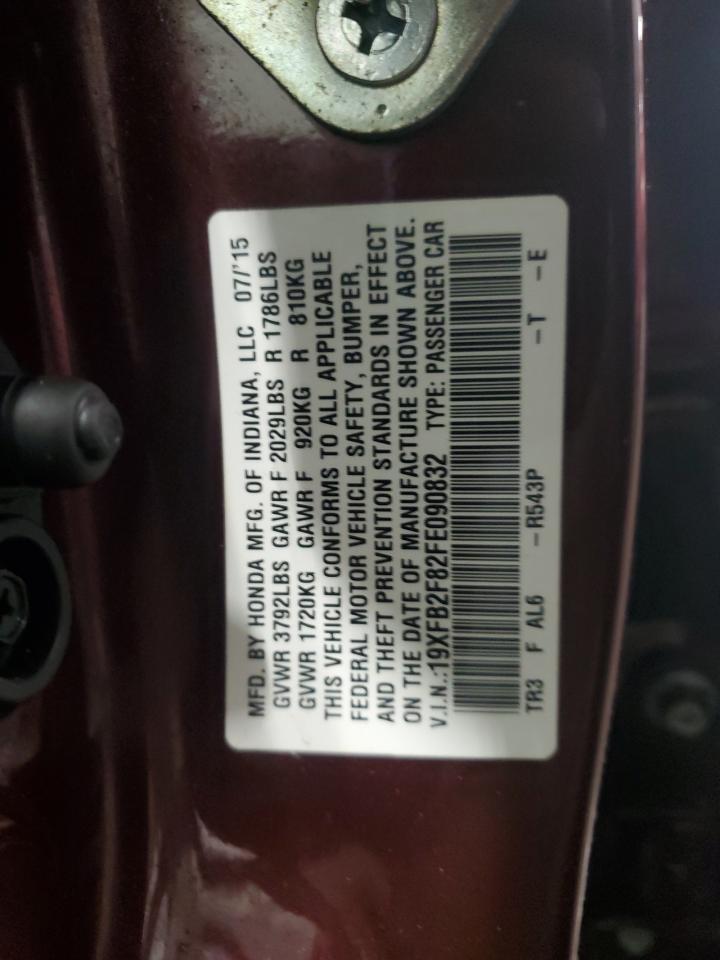 MFD. BY HONDA MFG. OF INDIANA, LLC 07/'15
GVWR 3792LBS GAWR F 2029LBS R 1786LBS
GVWR 1720KG GAWR F 920KG R 810KG
THIS VEHICLE CONFORMS TO ALL APPLICABLE
FEDERAL MOTOR VEHICLE SAFETY, BUMPER,
AND THEFT PREVENTION STANDARDS IN EFFECT
ON THE DATE OF MANUFACTURE SHOWN ABOVE.
V.I.N.:19XFB2F82FE090832 TYPE: PASSENGER CAR
TR3 F AL6 -R543P -T -E